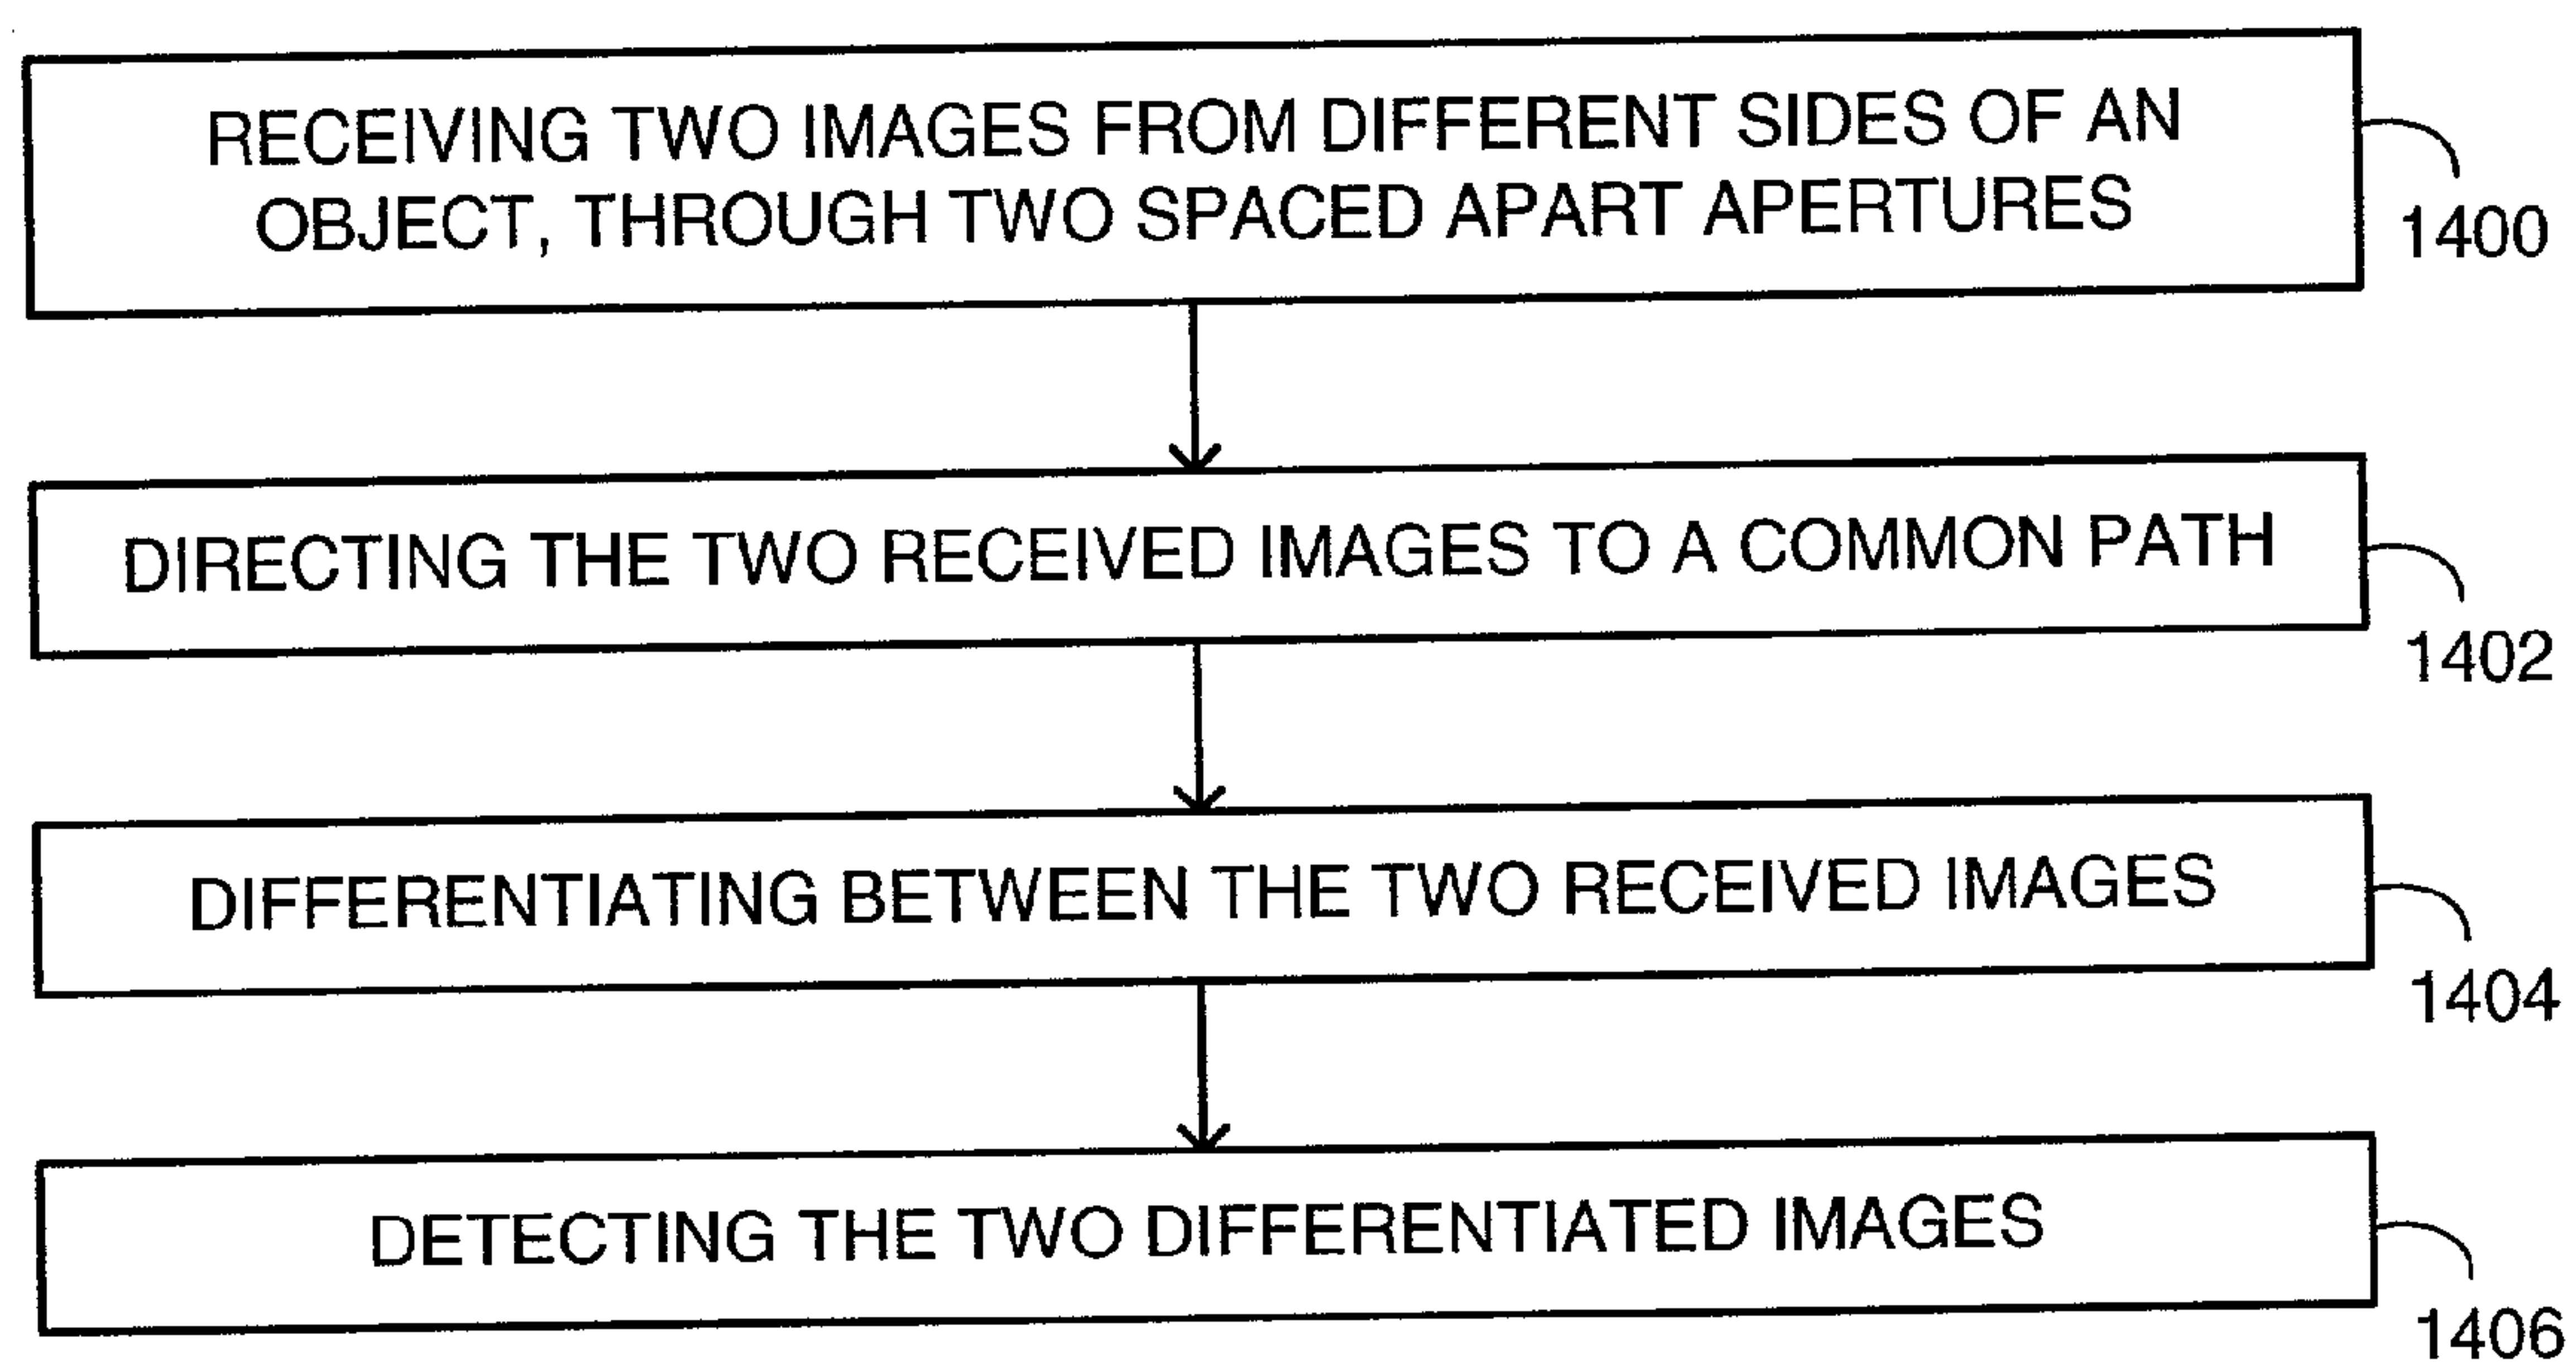 RECEIVING TWO IMAGES FROM DIFFERENT SIDES OF AN
OBJECT, THROUGH TWO SPACED APART APERTURES
1400
DIRECTING THE TWO RECEIVED IMAGES TO A COMMON PATH
1402
DIFFERENTIATING BETWEEN THE TWO RECEIVED IMAGES
1404
DETECTING THE TWO DIFFERENTIATED IMAGES
1406